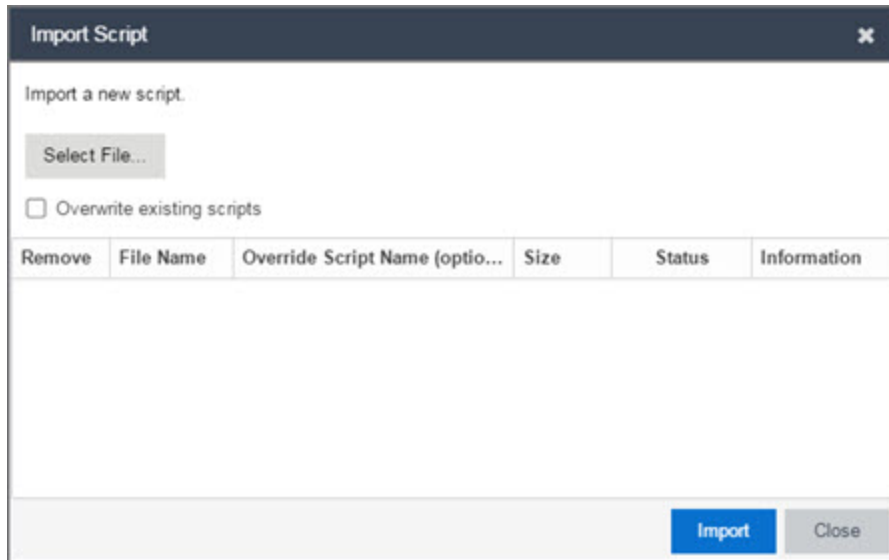 Import Script
Import a new script.
Select File...
Overwrite existing scripts
Remove File Name Override Script Name (optio... Size Status Information
Import Close